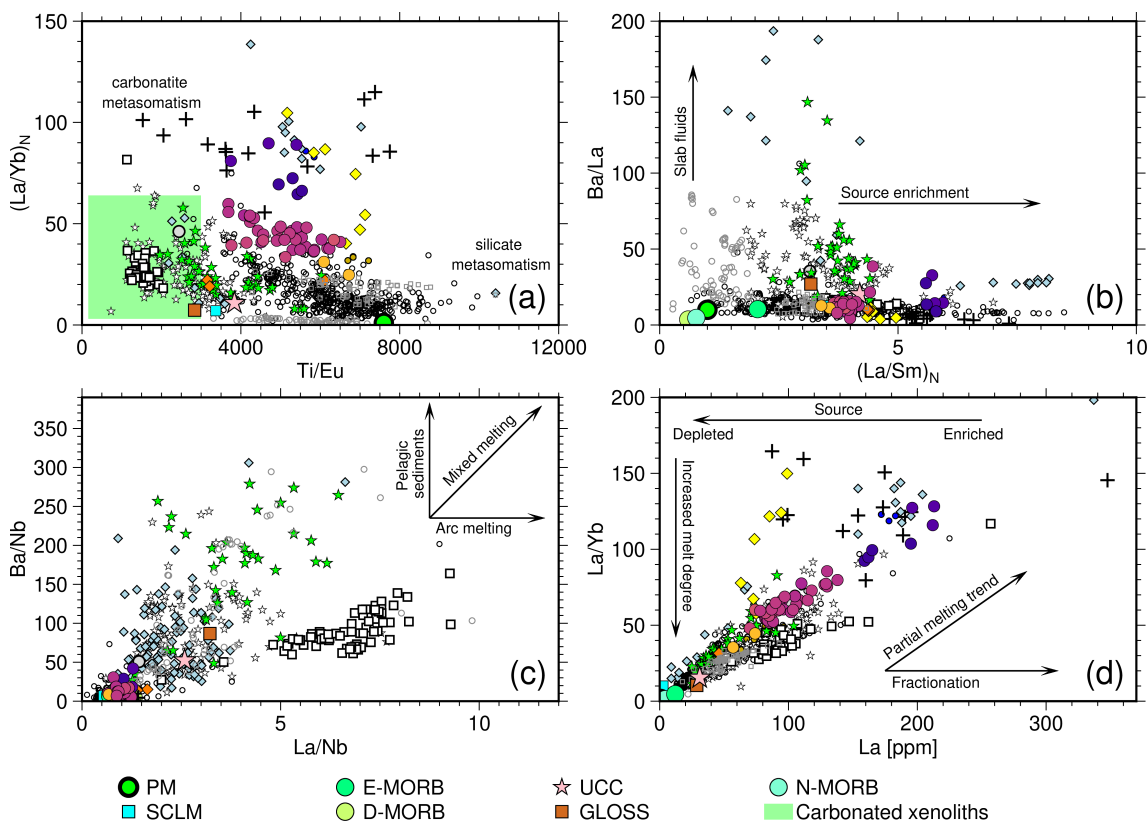 150
100
50
0
(La/Yb)N
carbonatite
metasomatism
silicate
metasomatism
(a)
0
4000
8000
12000
Ti/Eu
200
150
100
50
0
Ba/La
Slab fluids
Source enrichment
(b)
0
5
10
(La/Sm)N
350
300
250
200
150
100
50
0
Ba/Nb
Pelagic
sediments
Mixed melting
Arc melting
(c)
0
5
10
La/Nb
200
150
100
50
0
La/Yb
Source
Depleted
Enriched
Increased melt degree
Partial melting trend
Fractionation
(d)
0
100
200
300
La [ppm]
PM
E-MORB
UCC
N-MORB
SCLM
D-MORB
GLOSS
Carbonated xenoliths